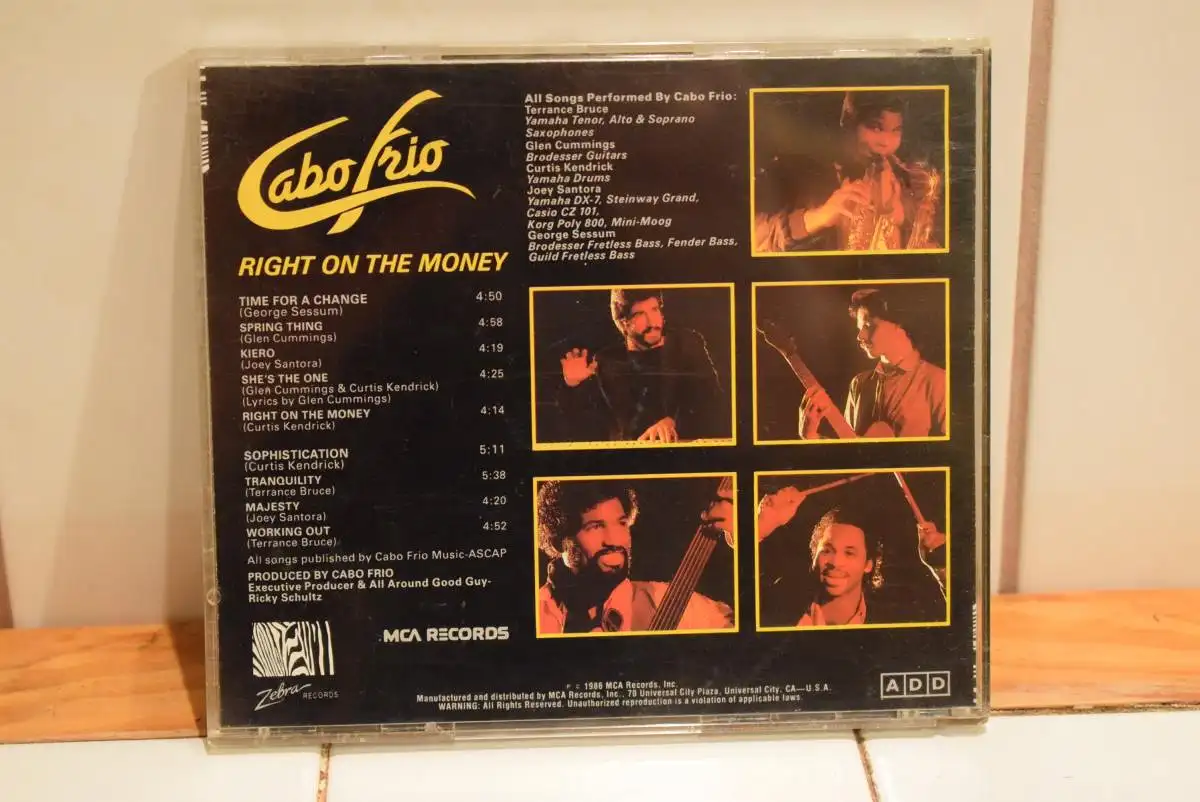 Cabo Frio
RIGHT ON THE MONEY
TIME FOR A CHANGE 4:50
(George Sessum)
SPRING THING 4:58
(Glen Cummings)
KIERO 4:19
(Joey Santora)
SHE'S THE ONE 4:25
(Glen Cummings & Curtis Kendrick)
(Lyrics by Glen Cummings)
RIGHT ON THE MONEY 4:14
(Curtis Kendrick)
SOPHISTICATION 5:11
(Curtis Kendrick)
TRANQUILITY 5:38
(Terrance Bruce)
MAJESTY 4:20
(Joey Santora)
WORKING OUT 4:52
(Terrance Bruce)
All songs published by Cabo Frio Music-ASCAP
PRODUCED BY CABO FRIO
Executive Producer & All Around Good Guy-
Ricky Schultz
All Songs Performed By Cabo Frio:
Terrance Bruce
Yamaha Tenor, Alto & Soprano
Saxophones
Glen Cummings
Brodesser Guitars
Curtis Kendrick
Yamaha Drums
Joey Santora
Yamaha DX-7, Steinway Grand,
Casio CZ 101,
Korg Poly 800, Mini-Moog
George Sessum
Brodesser Fretless Bass, Fender Bass,
Guild Fretless Bass
Zebra RECORDS
MCA RECORDS
℗ © 1986 MCA Records, Inc.
Manufactured and distributed by MCA Records, Inc., 70 Universal City Plaza, Universal City, CA—U.S.A.
WARNING: All Rights Reserved. Unauthorized reproduction is a violation of applicable laws.
ADD